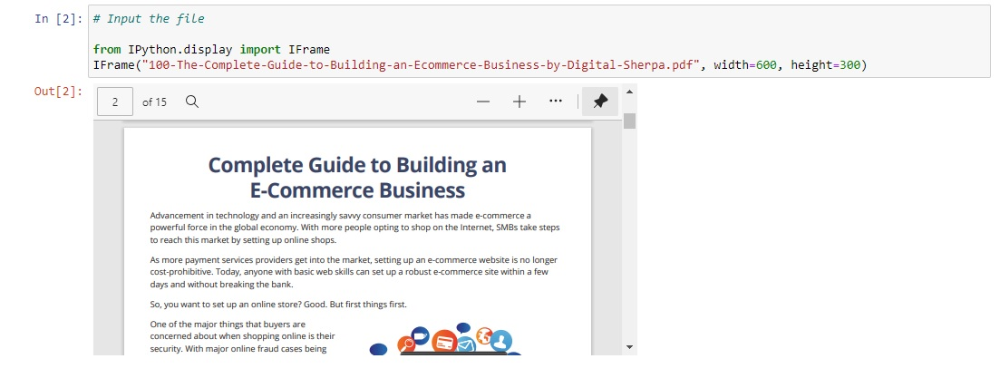 In [2]: # Input the file
from IPython.display import IFrame
IFrame("100-The-Complete-Guide-to-Building-an-Ecommerce-Business-by-Digital-Sherpa.pdf", width=600, height=300)
Out[2]:
2 of 15
Complete Guide to Building an
E-Commerce Business
Advancement in technology and an increasingly savvy consumer market has made e-commerce a
powerful force in the global economy. With more people opting to shop on the Internet, SMBs take steps
to reach this market by setting up online shops.
As more payment services providers get into the market, setting up an e-commerce website is no longer
cost-prohibitive. Today, anyone with basic web skills can set up a robust e-commerce site within a few
days and without breaking the bank.
So, you want to set up an online store? Good. But first things first.
One of the major things that buyers are
concerned about when shopping online is their
security. With major online fraud cases being